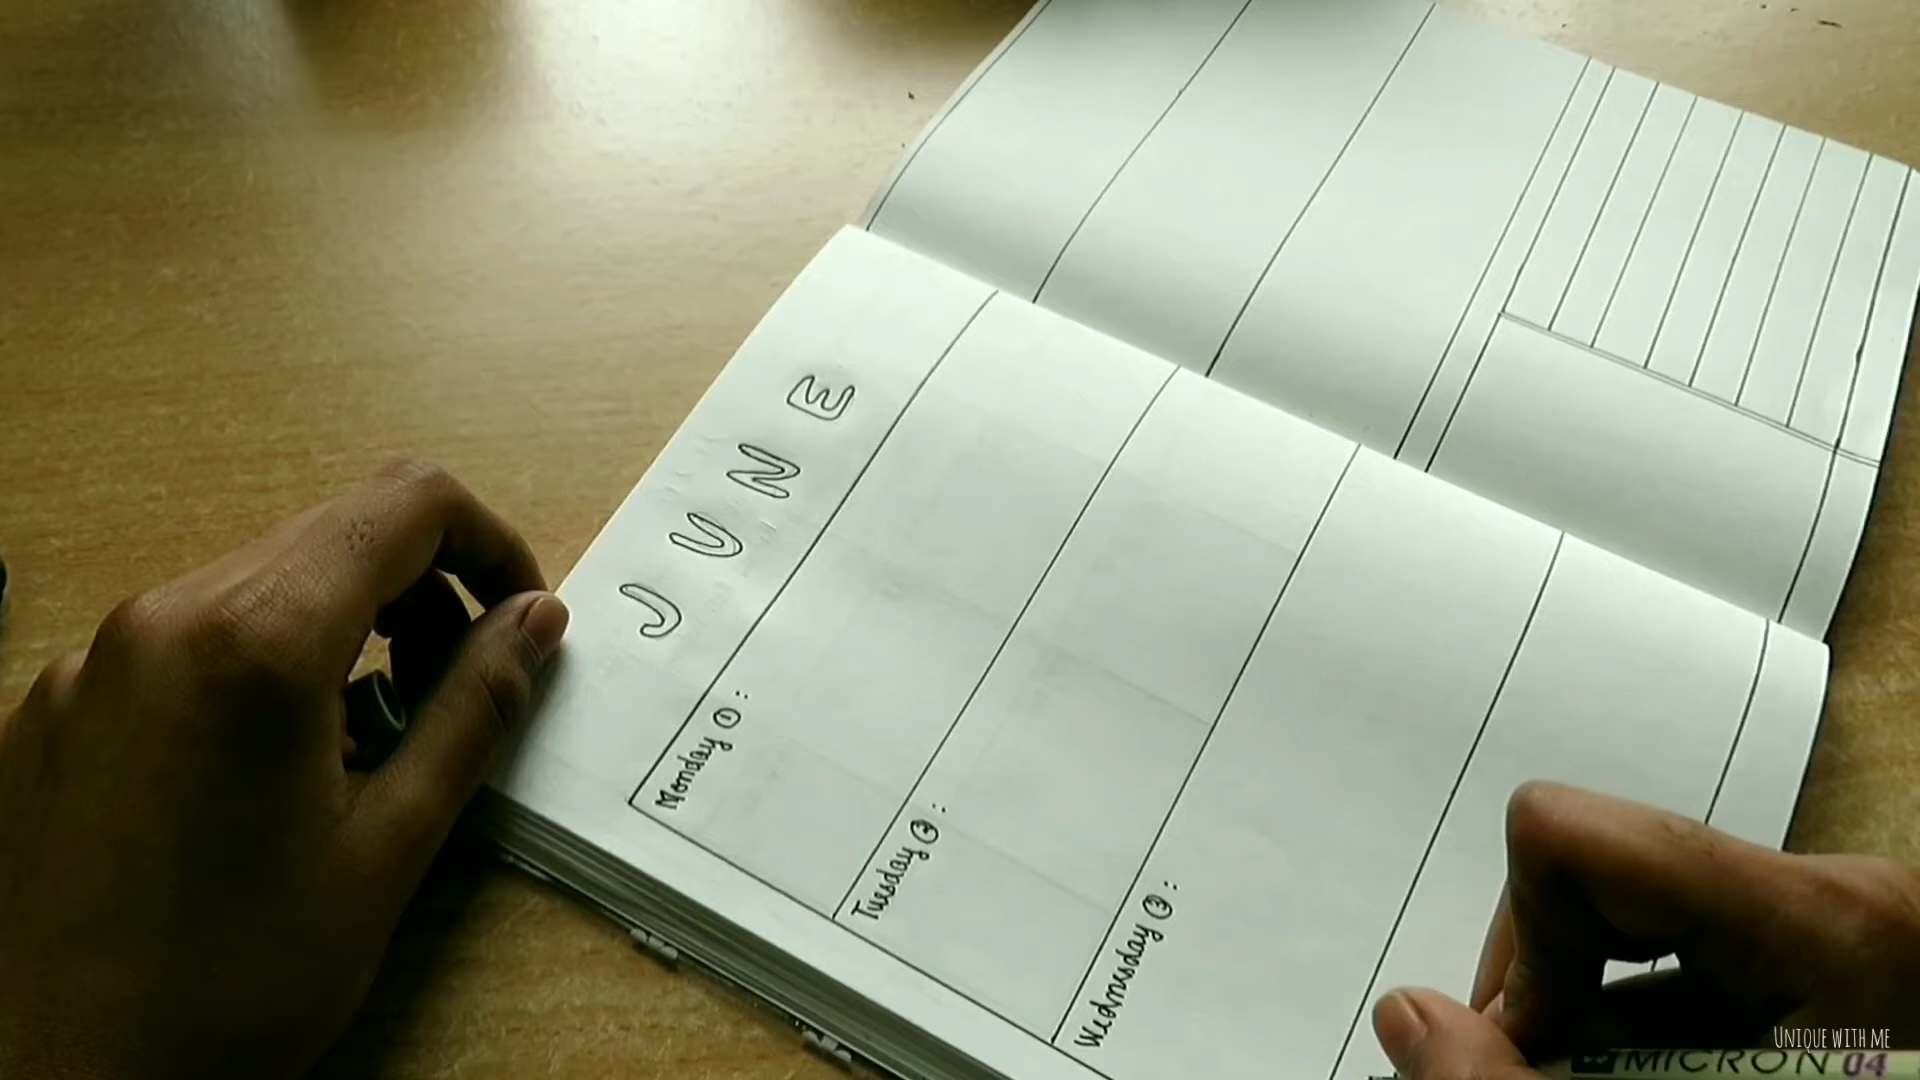 JUNE
Monday ① :
Tuesday ② :
Wednesday ③ :
UNIQUE WITH ME
MICRON 04